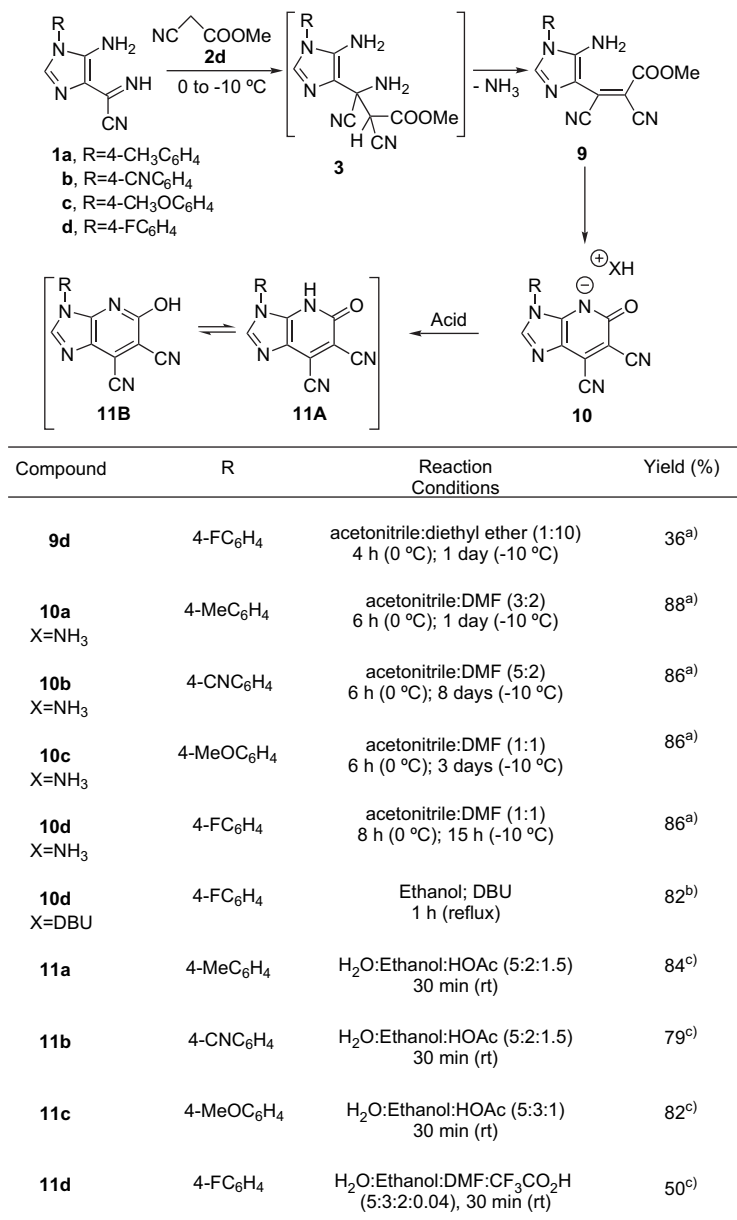 R
N
NH2
N
NH
CN
1a, R=4-CH3C6H4
b, R=4-CNC6H4
c, R=4-CH3OC6H4
d, R=4-FC6H4
NC COOMe
2d
0 to -10 ºC
R
N
NH2
N
NH2
NC
COOMe
H CN
3
- NH3
R
N
NH2
N
COOMe
NC CN
9
R
N
N
O
N
CN
CN
⊖
⊕XH
10
Acid
R
N
H
N
O
N
CN
CN
11A
R
N
N
OH
N
CN
CN
11B
Compound R Reaction Conditions Yield (%)
9d 4-FC6H4 acetonitrile:diethyl ether (1:10) 36a)
4 h (0 ºC); 1 day (-10 ºC)
10a 4-MeC6H4 acetonitrile:DMF (3:2) 88a)
X=NH3 6 h (0 ºC); 1 day (-10 ºC)
10b 4-CNC6H4 acetonitrile:DMF (5:2) 86a)
X=NH3 6 h (0 ºC); 8 days (-10 ºC)
10c 4-MeOC6H4 acetonitrile:DMF (1:1) 86a)
X=NH3 6 h (0 ºC); 3 days (-10 ºC)
10d 4-FC6H4 acetonitrile:DMF (1:1) 86a)
X=NH3 8 h (0 ºC); 15 h (-10 ºC)
10d 4-FC6H4 Ethanol; DBU 82b)
X=DBU 1 h (reflux)
11a 4-MeC6H4 H2O:Ethanol:HOAc (5:2:1.5) 84c)
30 min (rt)
11b 4-CNC6H4 H2O:Ethanol:HOAc (5:2:1.5) 79c)
30 min (rt)
11c 4-MeOC6H4 H2O:Ethanol:HOAc (5:3:1) 82c)
30 min (rt)
11d 4-FC6H4 H2O:Ethanol:DMF:CF3CO2H 50c)
(5:3:2:0.04), 30 min (rt)